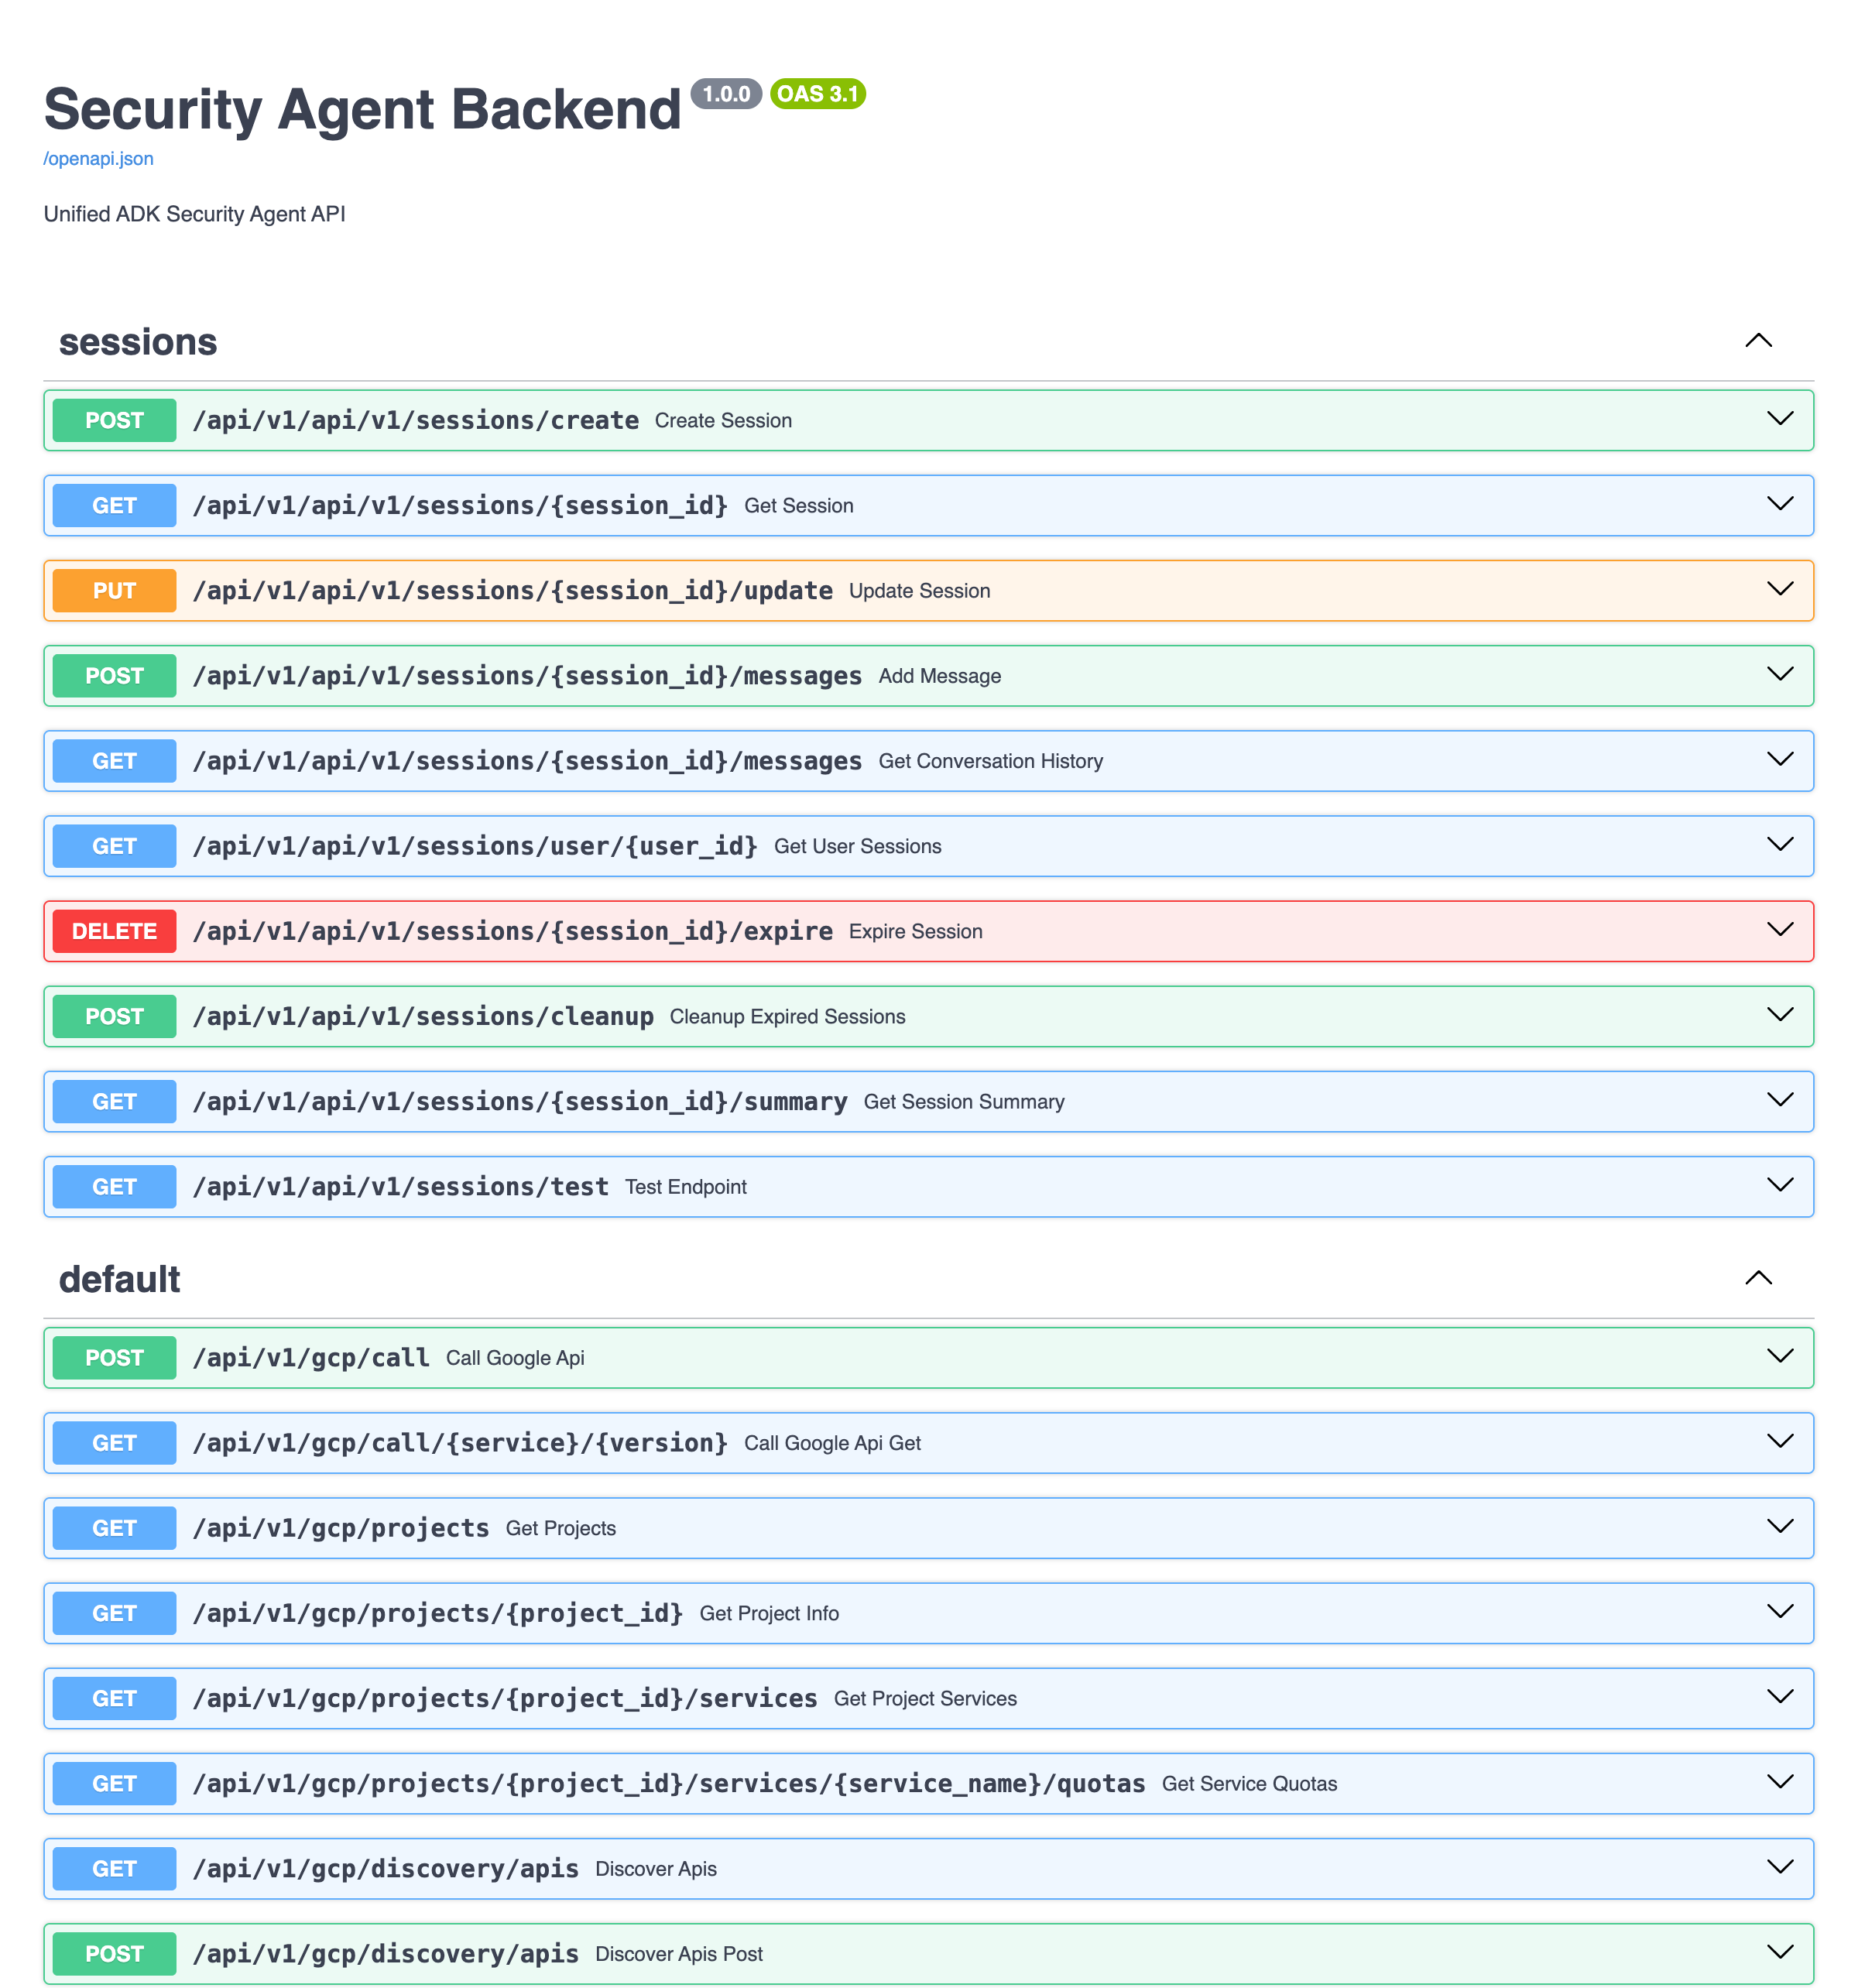 Security Agent Backend 1.0.0 OAS 3.1
/openapi.json
Unified ADK Security Agent API
sessions
POST /api/v1/api/v1/sessions/create Create Session
GET /api/v1/api/v1/sessions/{session_id} Get Session
PUT /api/v1/api/v1/sessions/{session_id}/update Update Session
POST /api/v1/api/v1/sessions/{session_id}/messages Add Message
GET /api/v1/api/v1/sessions/{session_id}/messages Get Conversation History
GET /api/v1/api/v1/sessions/user/{user_id} Get User Sessions
DELETE /api/v1/api/v1/sessions/{session_id}/expire Expire Session
POST /api/v1/api/v1/sessions/cleanup Cleanup Expired Sessions
GET /api/v1/api/v1/sessions/{session_id}/summary Get Session Summary
GET /api/v1/api/v1/sessions/test Test Endpoint
default
POST /api/v1/gcp/call Call Google Api
GET /api/v1/gcp/call/{service}/{version} Call Google Api Get
GET /api/v1/gcp/projects Get Projects
GET /api/v1/gcp/projects/{project_id} Get Project Info
GET /api/v1/gcp/projects/{project_id}/services Get Project Services
GET /api/v1/gcp/projects/{project_id}/services/{service_name}/quotas Get Service Quotas
GET /api/v1/gcp/discovery/apis Discover Apis
POST /api/v1/gcp/discovery/apis Discover Apis Post